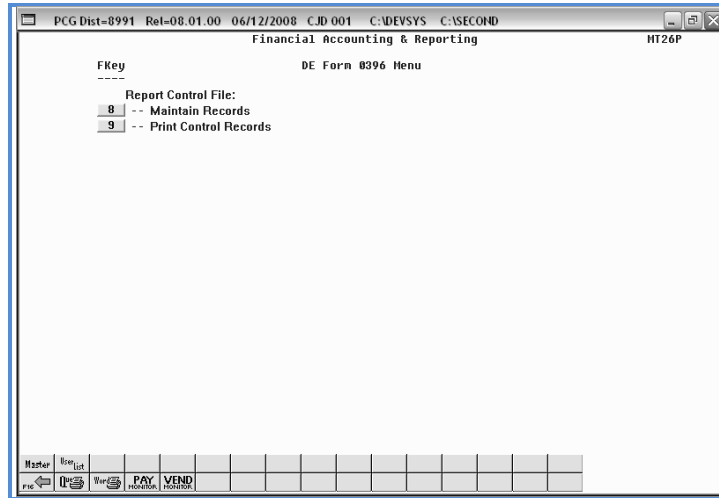 PCG Dist=8991 Rel=08.01.00 06/12/2008 CJD 001 C:\DEVSYS C:\SECOND
Financial Accounting & Reporting MT26P
FKey DE Form 0396 Menu
----
Report Control File:
8 -- Maintain Records
9 -- Print Control Records
Master User List
F16 Que Word PAY MONITOR VEND MONITOR